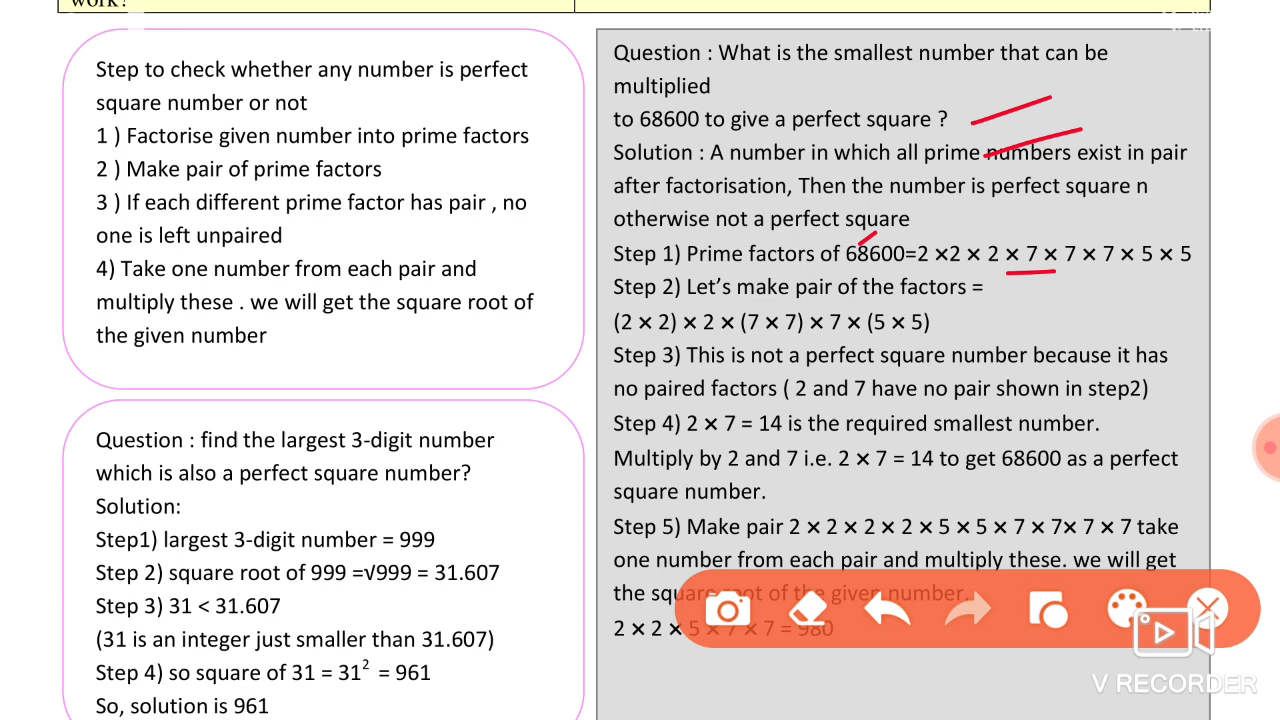 work?
Step to check whether any number is perfect
square number or not
1 ) Factorise given number into prime factors
2 ) Make pair of prime factors
3 ) If each different prime factor has pair , no
one is left unpaired
4) Take one number from each pair and
multiply these . we will get the square root of
the given number
Question : find the largest 3-digit number
which is also a perfect square number?
Solution:
Step1) largest 3-digit number = 999
Step 2) square root of 999 =√999 = 31.607
Step 3) 31 < 31.607
(31 is an integer just smaller than 31.607)
Step 4) so square of 31 = 31² = 961
So, solution is 961
Question : What is the smallest number that can be
multiplied
to 68600 to give a perfect square ?
Solution : A number in which all prime numbers exist in pair
after factorisation, Then the number is perfect square n
otherwise not a perfect square
Step 1) Prime factors of 68600=2 ×2 × 2 × 7 × 7 × 7 × 5 × 5
Step 2) Let’s make pair of the factors =
(2 × 2) × 2 × (7 × 7) × 7 × (5 × 5)
Step 3) This is not a perfect square number because it has
no paired factors ( 2 and 7 have no pair shown in step2)
Step 4) 2 × 7 = 14 is the required smallest number.
Multiply by 2 and 7 i.e. 2 × 7 = 14 to get 68600 as a perfect
square number.
Step 5) Make pair 2 × 2 × 2 × 2 × 5 × 5 × 7 × 7× 7 × 7 take
one number from each pair and multiply these. we will get
the square root of the given number.
2 × 2 × 5 × 7 × 7 = 980
V RECORDER